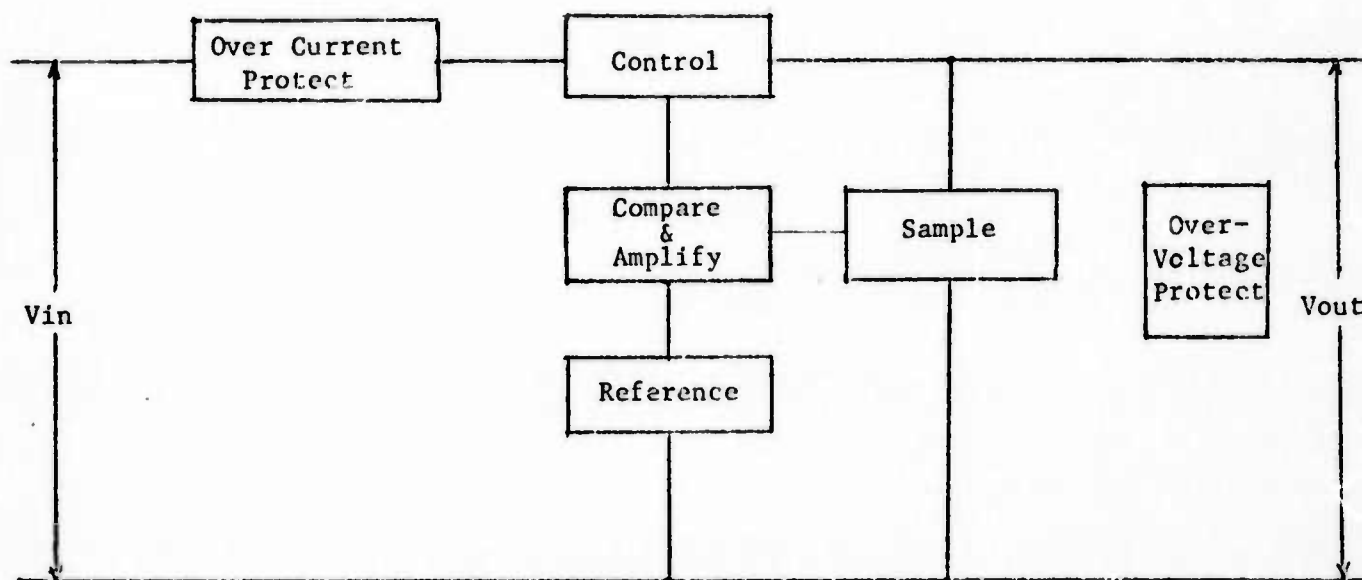 Over Current
Protect
Control
Compare
&
Amplify
Sample
Over-
Voltage
Protect
Vin
Vout
Reference